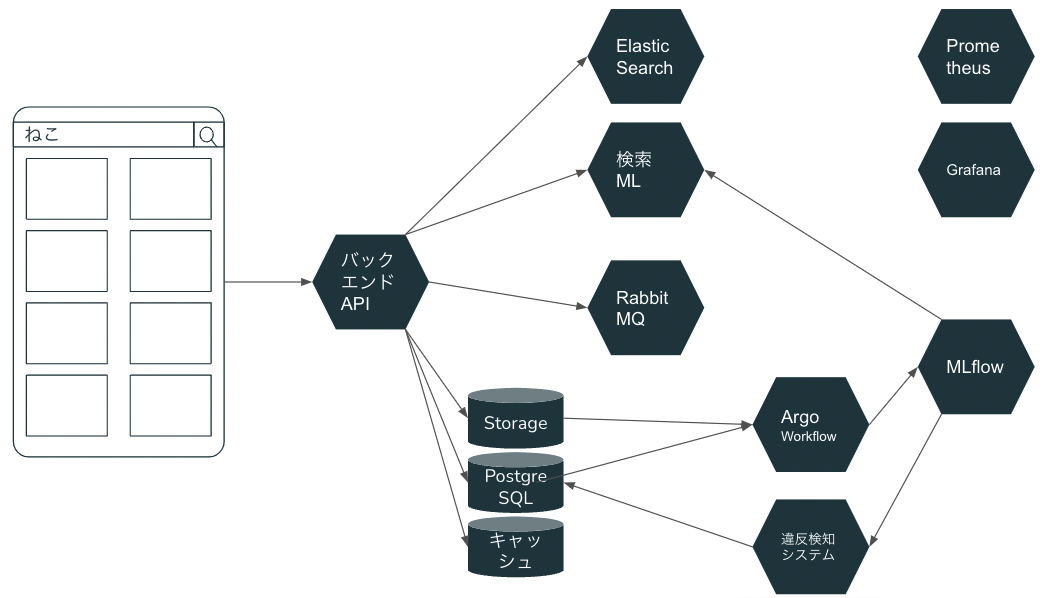 ねこ
バック
エンド
API
Elastic
Search
検索
ML
Rabbit
MQ
Storage
Postgre
SQL
キャッ
シュ
Argo
Workflow
違反検知
システム
Prome
theus
Grafana
MLflow